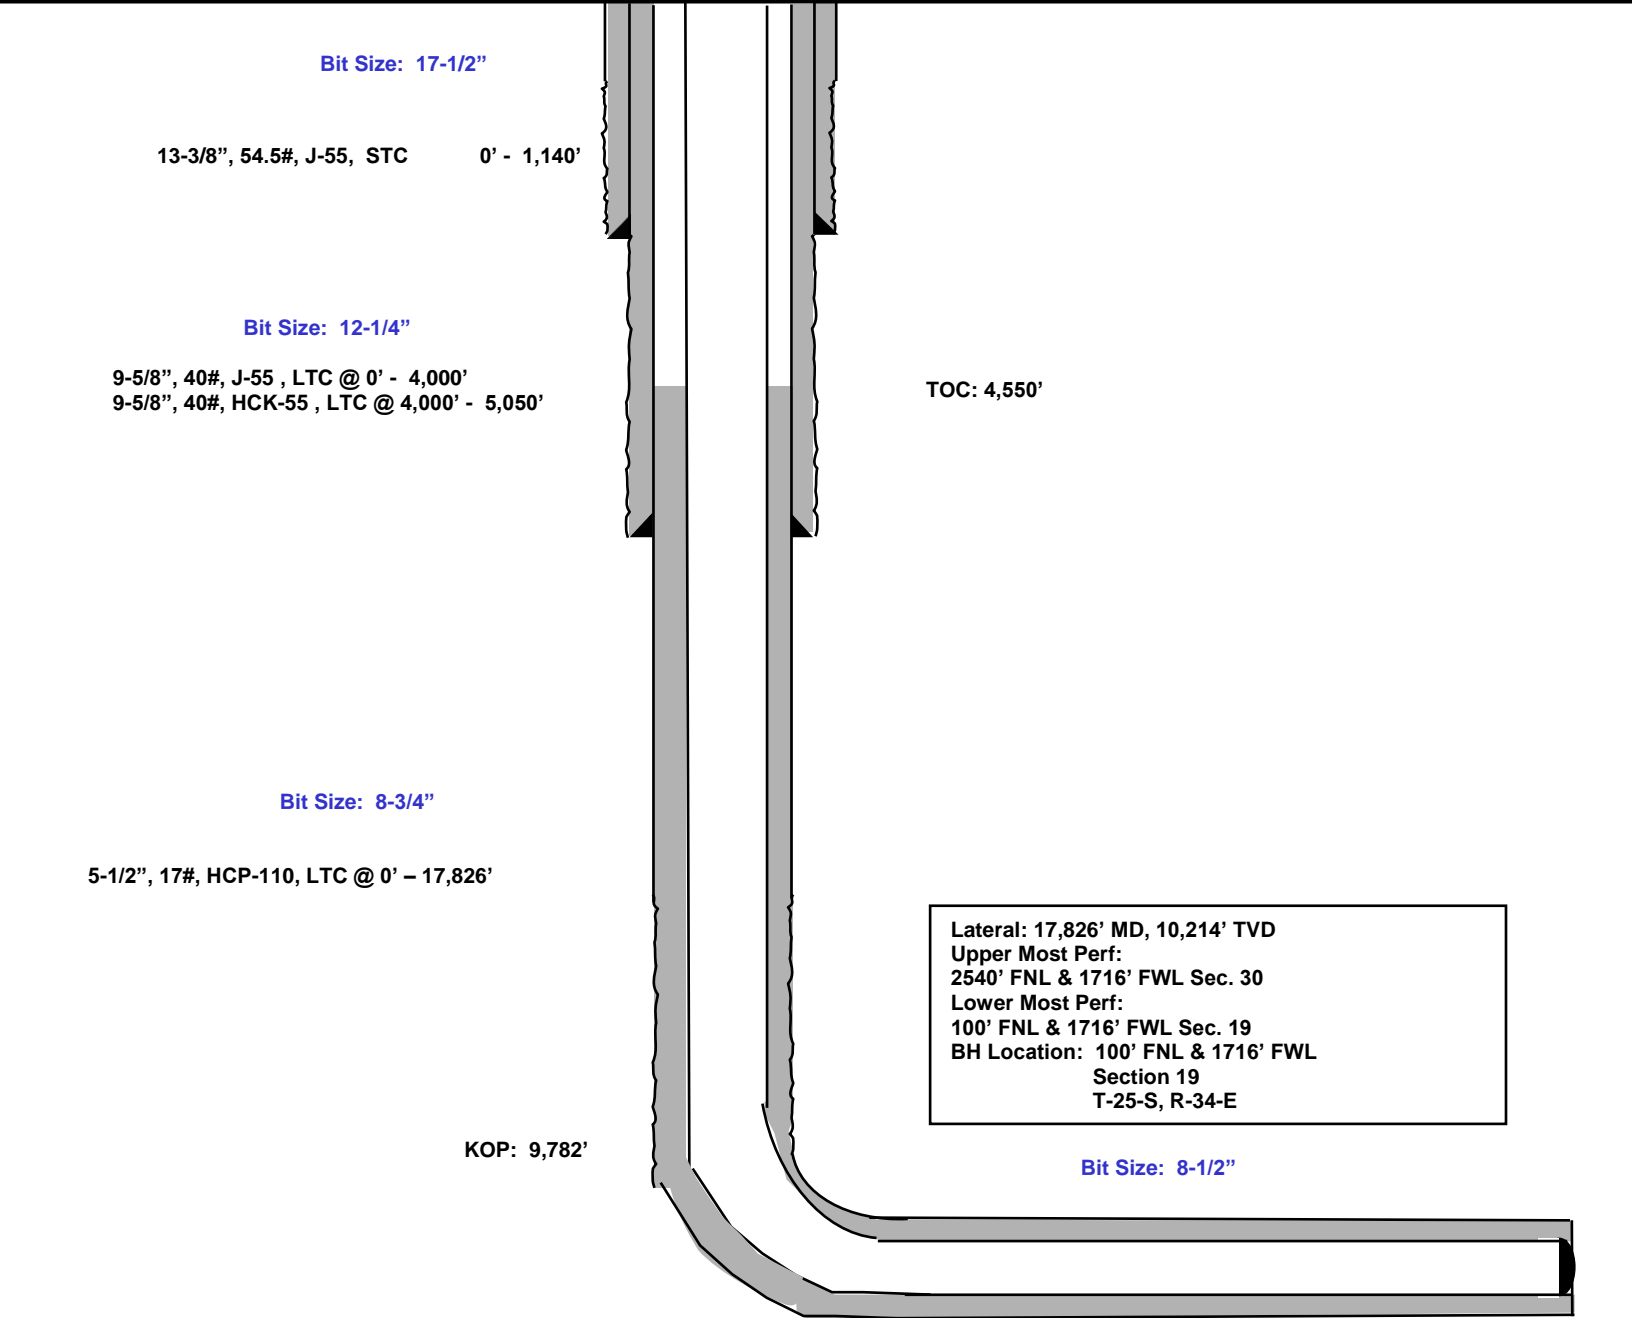 Bit Size: 17-1/2”
13-3/8”, 54.5#, J-55, STC 0’ - 1,140’
Bit Size: 12-1/4”
9-5/8”, 40#, J-55 , LTC @ 0’ - 4,000’
9-5/8”, 40#, HCK-55 , LTC @ 4,000’ - 5,050’
TOC: 4,550’
Bit Size: 8-3/4”
5-1/2”, 17#, HCP-110, LTC @ 0’ – 17,826’
Lateral: 17,826’ MD, 10,214’ TVD
Upper Most Perf:
2540’ FNL & 1716’ FWL Sec. 30
Lower Most Perf:
100’ FNL & 1716’ FWL Sec. 19
BH Location: 100’ FNL & 1716’ FWL
Section 19
T-25-S, R-34-E
KOP: 9,782’
Bit Size: 8-1/2”